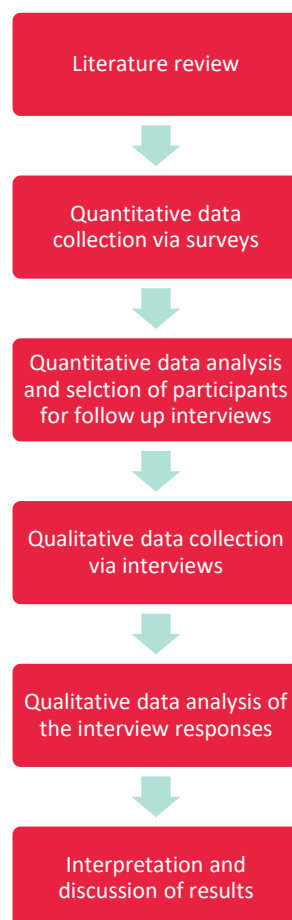 Literature review
Quantitative data
collection via surveys
Quantitative data analysis
and selction of participants
for follow up interviews
Qualitative data collection
via interviews
Qualitative data analysis of
the interview responses
Interpretation and
discussion of results